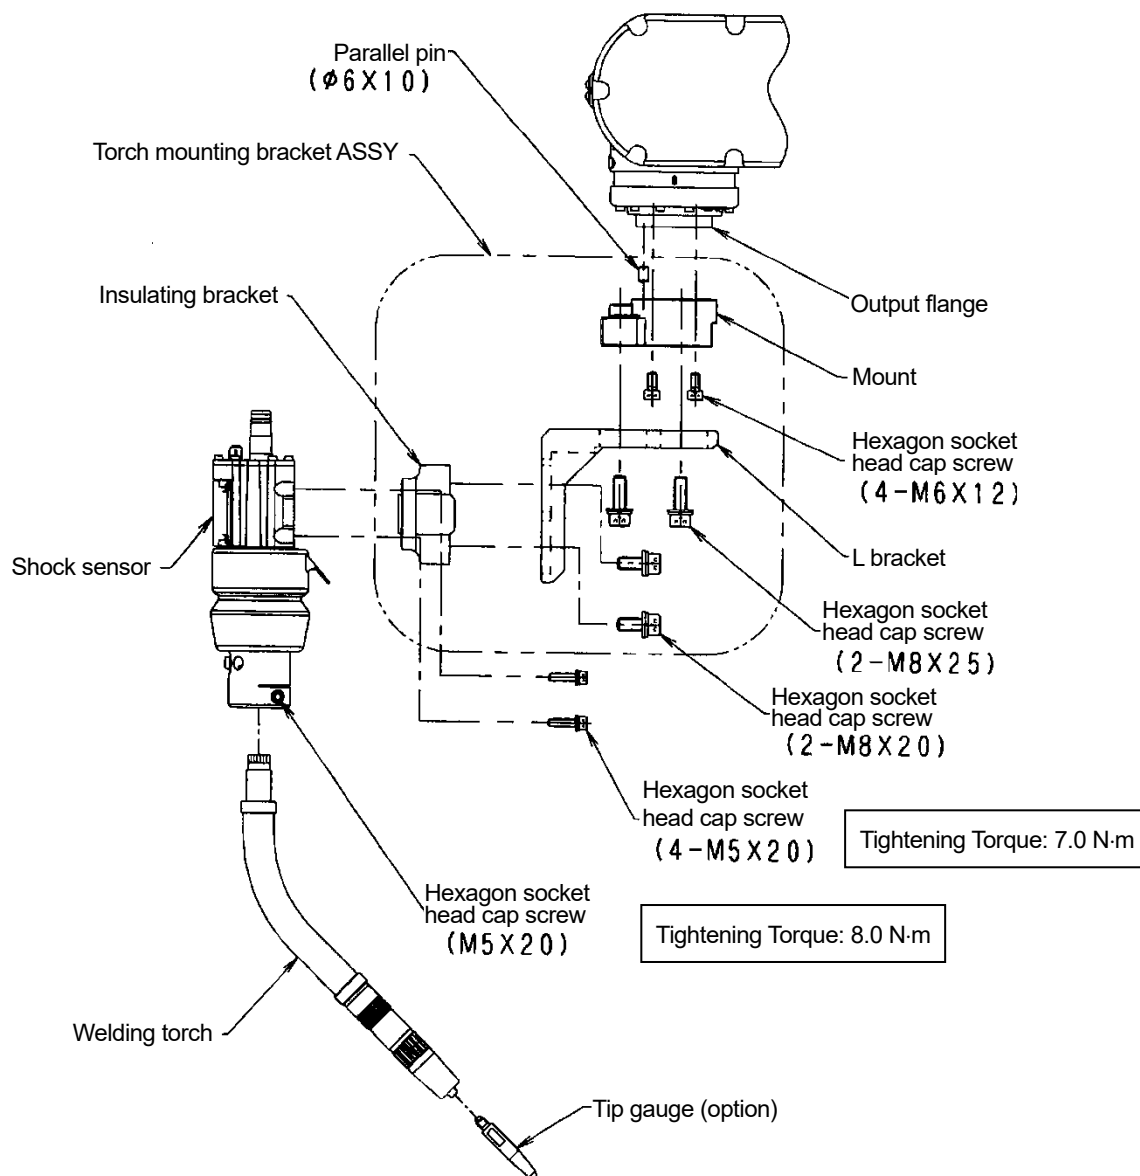 Parallel pin
(φ6X10)
Torch mounting bracket ASSY
Insulating bracket
Output flange
Mount
Hexagon socket
head cap screw
(4-M6X12)
L bracket
Shock sensor
Hexagon socket
head cap screw
(2-M8X25)
Hexagon socket
head cap screw
(2-M8X20)
Hexagon socket
head cap screw
(4-M5X20)
Tightening Torque: 7.0 N·m
Hexagon socket
head cap screw
(M5X20)
Tightening Torque: 8.0 N·m
Welding torch
Tip gauge (option)